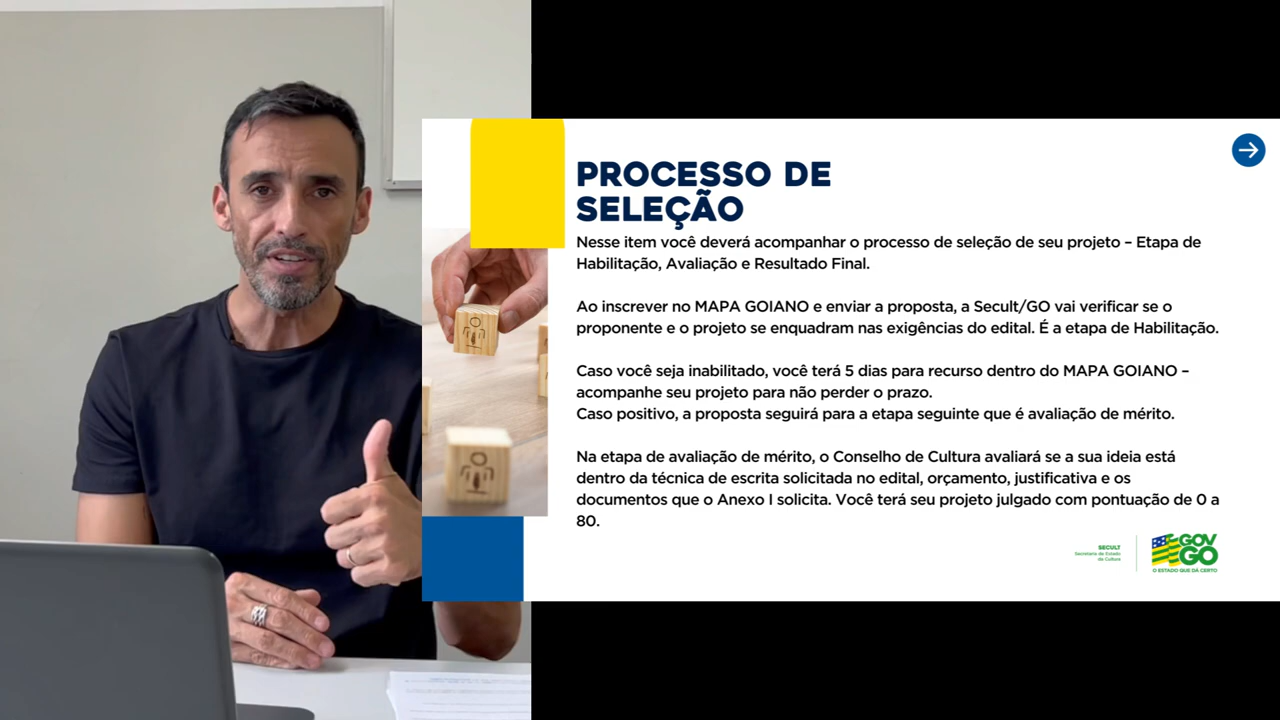 PROCESSO DE
SELEÇÃO
Nesse item você deverá acompanhar o processo de seleção de seu projeto – Etapa de
Habilitação, Avaliação e Resultado Final.
Ao inscrever no MAPA GOIANO e enviar a proposta, a Secult/GO vai verificar se o
proponente e o projeto se enquadram nas exigências do edital. É a etapa de Habilitação.
Caso você seja inabilitado, você terá 5 dias para recurso dentro do MAPA GOIANO –
acompanhe seu projeto para não perder o prazo.
Caso positivo, a proposta seguirá para a etapa seguinte que é avaliação de mérito.
Na etapa de avaliação de mérito, o Conselho de Cultura avaliará se a sua ideia está
dentro da técnica de escrita solicitada no edital, orçamento, justificativa e os
documentos que o Anexo I solicita. Você terá seu projeto julgado com pontuação de 0 a
80.
SECULT
Secretaria de Estado
da Cultura
GOV
GO
O ESTADO QUE DÁ CERTO